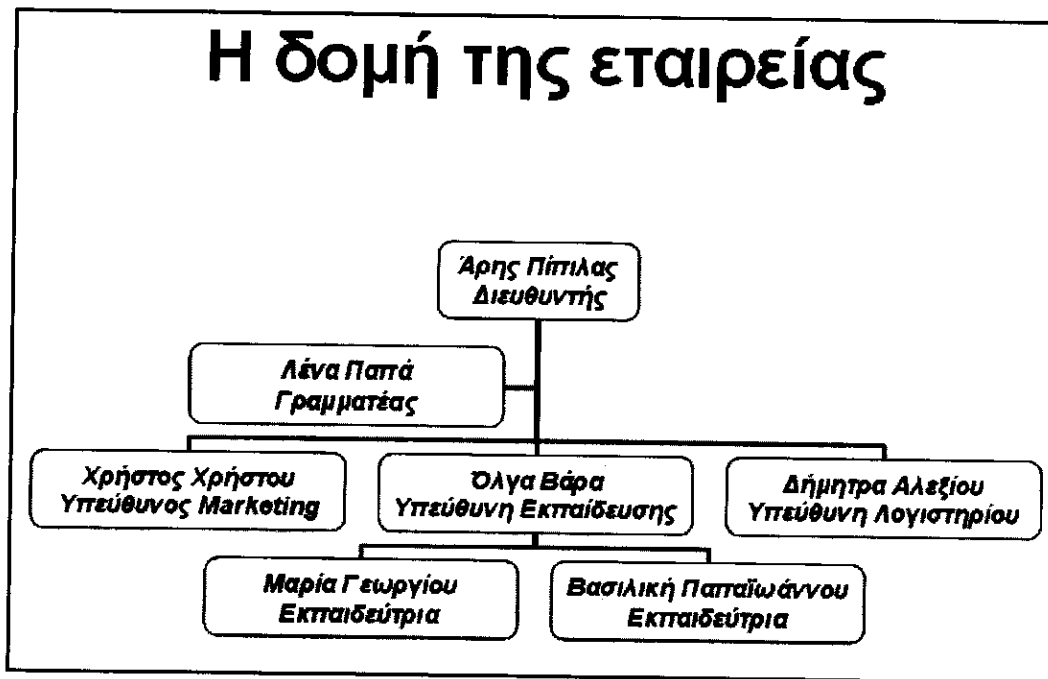 Η δομή της εταιρείας
Άρης Πίπιλας
Διευθυντής
Λένα Παππά
Γραμματέας
Χρήστος Χρήστου
Υπεύθυνος Marketing
Όλγα Βάρα
Υπεύθυνη Εκπαίδευσης
Δήμητρα Αλεξίου
Υπεύθυνη Λογιστηρίου
Μαρία Γεωργίου
Εκπαιδεύτρια
Βασιλική Παπαϊωάννου
Εκπαιδεύτρια